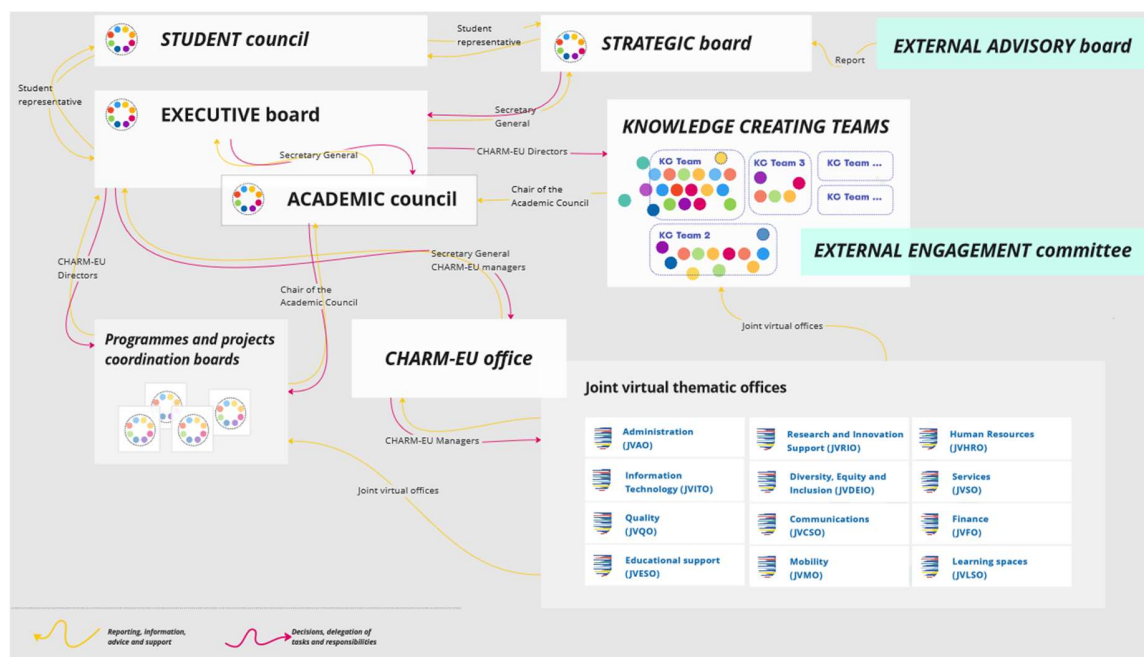 STUDENT council
Student
representative
STRATEGIC board
EXTERNAL ADVISORY board
Report
Student
representative
EXECUTIVE board
Secretary
General
KNOWLEDGE CREATING TEAMS
Secretary General
CHARM-EU Directors
KC Team
KC Team 3
KC Team ...
KC Team ...
ACADEMIC council
Chair of the
Academic Council
KC Team 2
EXTERNAL ENGAGEMENT committee
CHARM-EU
Directors
Secretary General
CHARM-EU managers
Chair of the
Academic Council
Joint virtual offices
Programmes and projects
coordination boards
CHARM-EU office
Joint virtual thematic offices
CHARM-EU Managers
Administration
(JVAO)
Research and Innovation
Support (JVRIO)
Human Resources
(JVHRO)
Information
Technology (JVITO)
Diversity, Equity and
Inclusion (JVDEIO)
Services
(JVSO)
Joint virtual offices
Quality
(JVQO)
Communications
(JVCSO)
Finance
(JVFO)
Educational support
(JVESO)
Mobility
(JVMO)
Learning spaces
(JVLSO)
Reporting, information,
advice and support
Decisions, delegation of
tasks and responsibilities